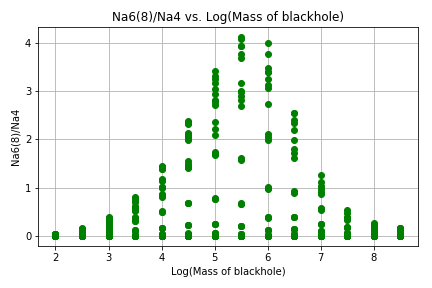 Na6(8)/Na4 vs. Log(Mass of blackhole)
Na6(8)/Na4
4
3
2
1
0
2 3 4 5 6 7 8
Log(Mass of blackhole)